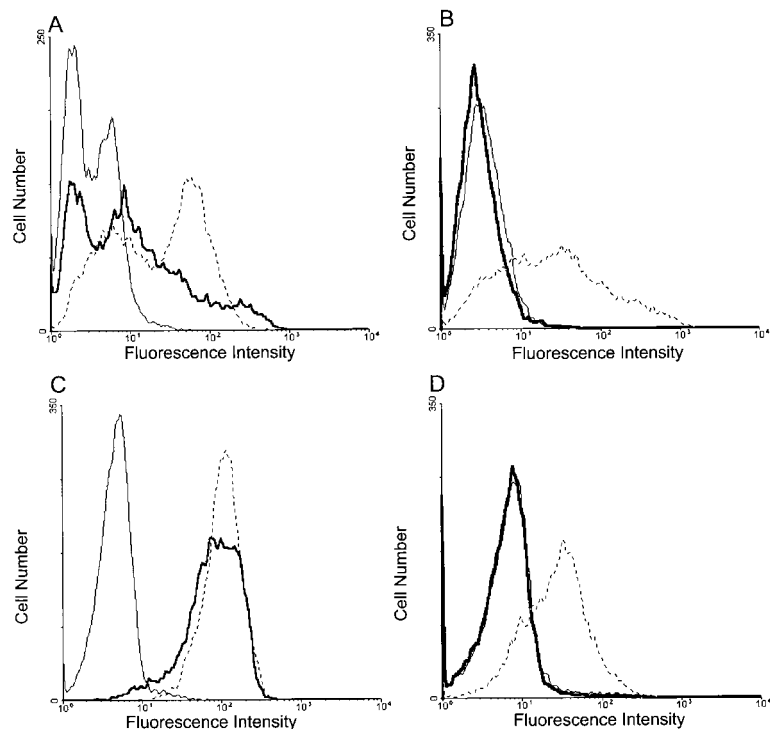 A
250
Cell Number
0
10⁰ 10¹ 10² 10³ 10⁴
Fluorescence Intensity
B
350
Cell Number
0
10⁰ 10¹ 10² 10³ 10⁴
Fluorescence Intensity
C
350
Cell Number
0
10⁰ 10¹ 10² 10³ 10⁴
Fluorescence Intensity
D
350
Cell Number
0
10⁰ 10¹ 10² 10³ 10⁴
Fluorescence Intensity